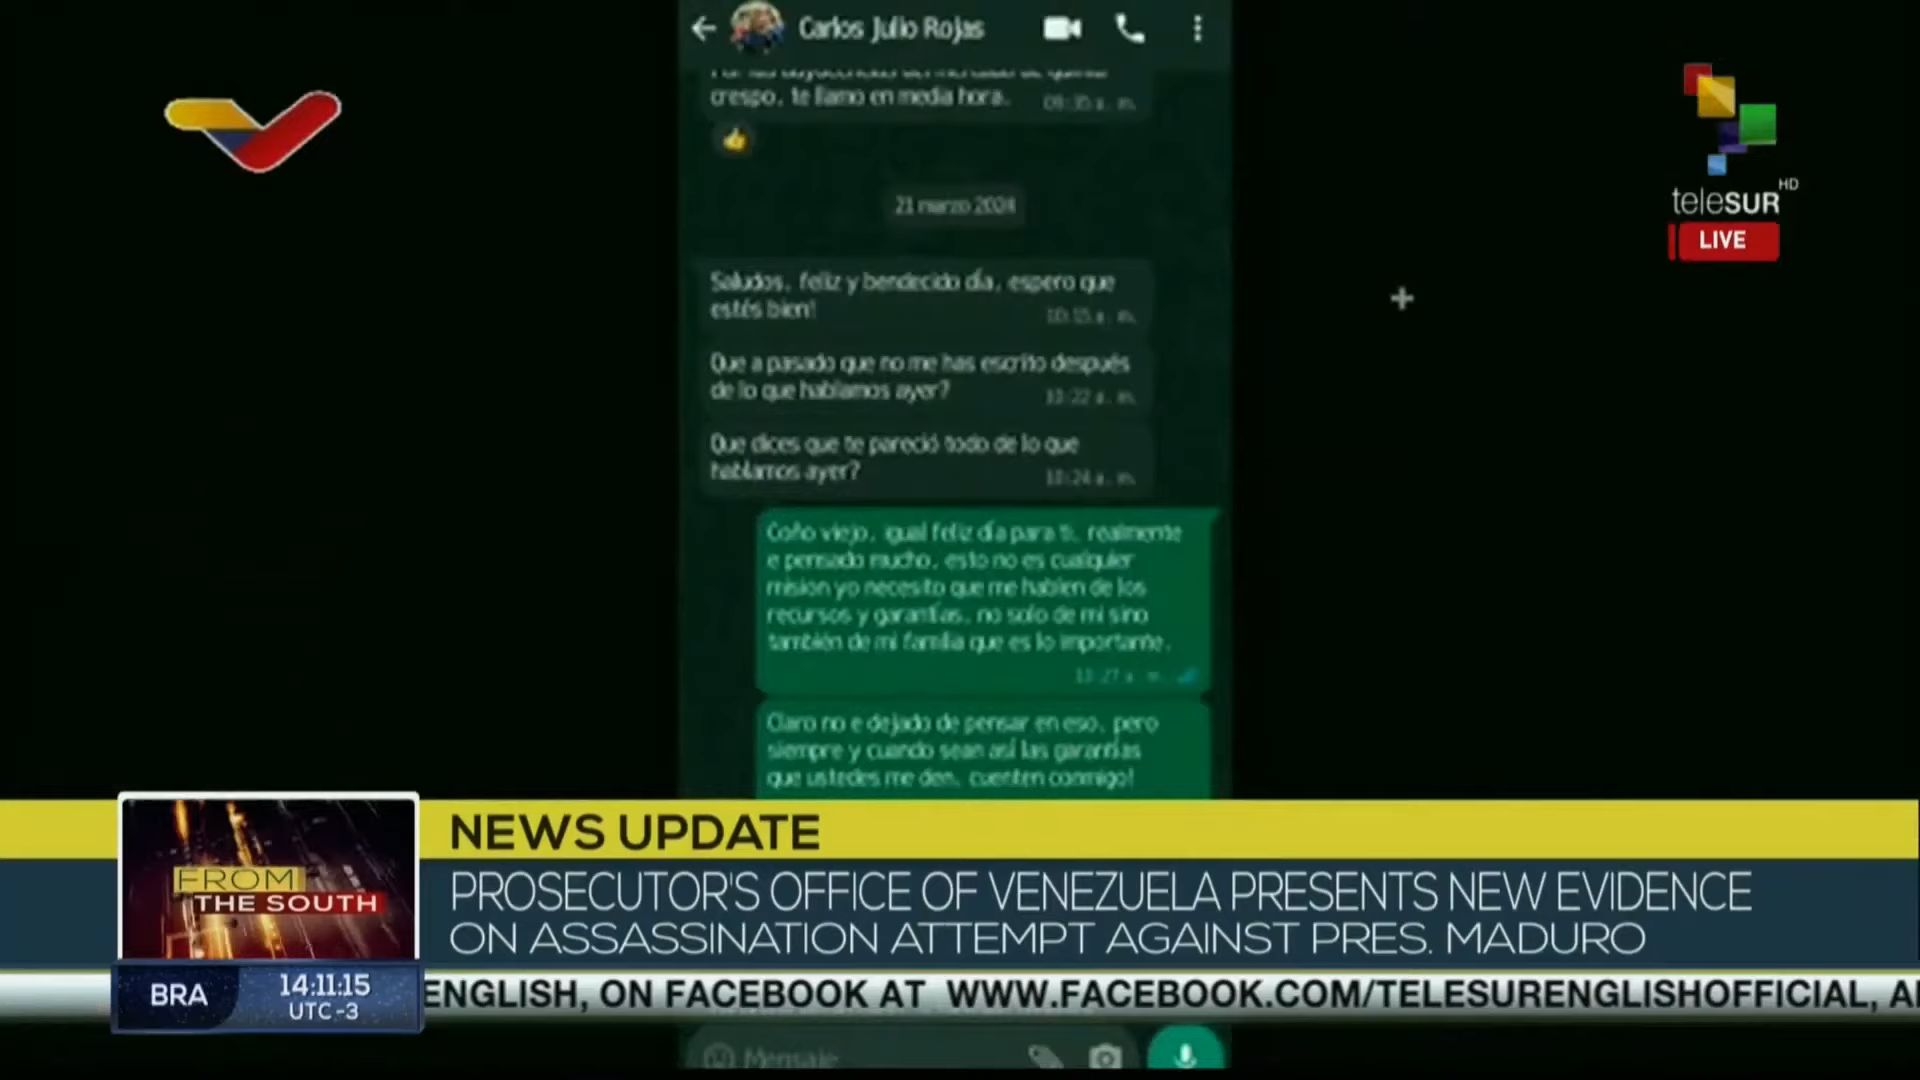 Carlos Julio Rojas
crespo, te llamo en media hora.
21 marzo 2024
Saludos, feliz y bendecido día, espero que
estés bien!
Que a pasado que no me has escrito después
de lo que hablamos ayer?
Que dices que te pareció todo de lo que
hablamos ayer?
Coño viejo, igual feliz día para ti, realmente
e pensado mucho, esto no es cualquier
mision yo necesito que me hablen de los
recursos y garantías, no solo de mi sino
también de mi familia que es lo importante.
Claro no e dejado de pensar en eso, pero
siempre y cuando sean así las garantías
que ustedes me den, cuenten conmigo!
Mensaje
teleSUR HD
LIVE
FROM
THE SOUTH
NEWS UPDATE
PROSECUTOR'S OFFICE OF VENEZUELA PRESENTS NEW EVIDENCE
ON ASSASSINATION ATTEMPT AGAINST PRES. MADURO
BRA
14:11:15
UTC -3
ENGLISH, ON FACEBOOK AT WWW.FACEBOOK.COM/TELESURENGLISHOFFICIAL, A